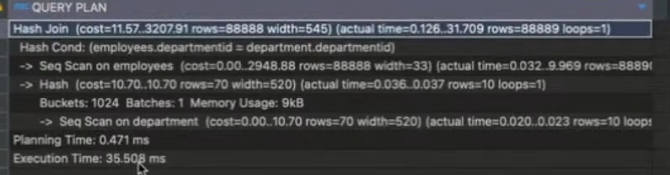 QUERY PLAN
Hash Join (cost=11.57..3207.91 rows=88888 width=545) (actual time=0.126..31.709 rows=88889 loops=1)
Hash Cond: (employees.departmentid = department.departmentid)
-> Seq Scan on employees (cost=0.00..2948.88 rows=88888 width=33) (actual time=0.032..9.969 rows=8889
-> Hash (cost=10.70..10.70 rows=70 width=520) (actual time=0.036..0.037 rows=10 loops=1)
Buckets: 1024 Batches: 1 Memory Usage: 9kB
-> Seq Scan on department (cost=0.00..10.70 rows=70 width=520) (actual time=0.020..0.023 rows=10 loops
Planning Time: 0.471 ms
Execution Time: 35.508 ms